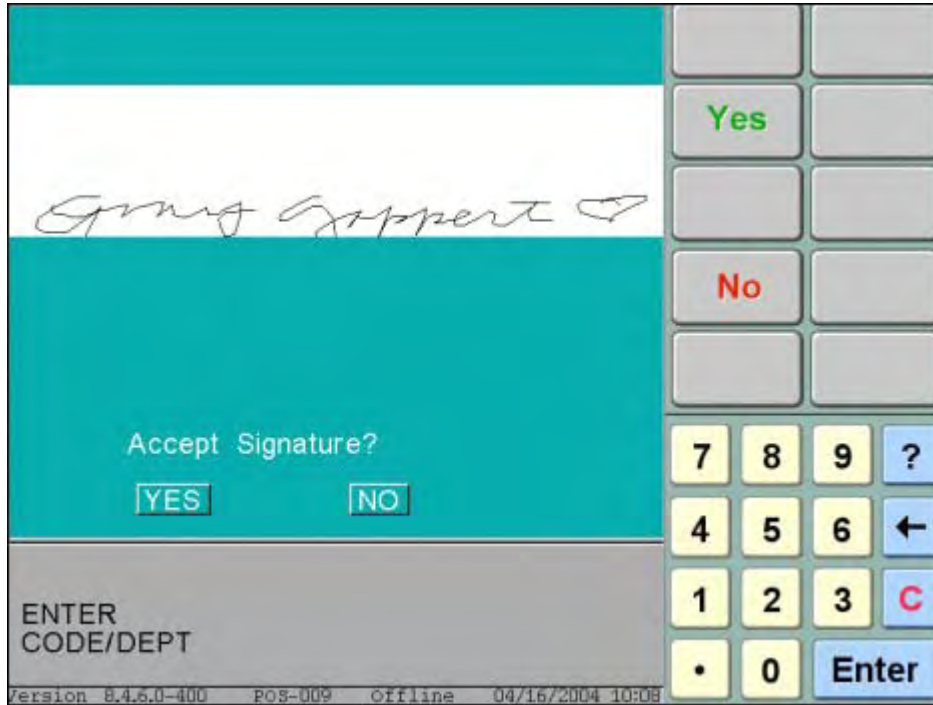 Yes
Goppert
No
Accept Signature?
YES NO
7 8 9 ?
4 5 6 ←
ENTER
CODE/DEPT
1 2 3 C
. 0 Enter
Version 8.4.6.0-400 POS-009 Offline 04/16/2004 10:08